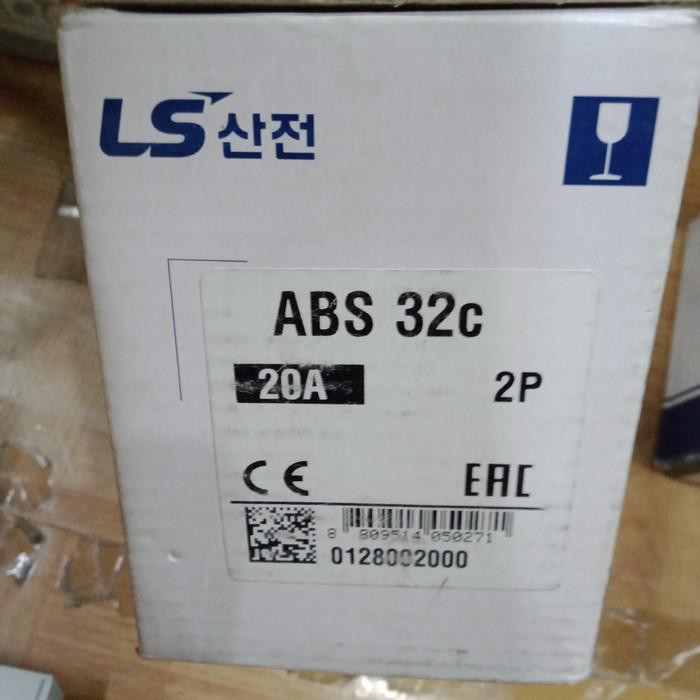 LS산전
ABS 32c
20A 2P
CE EAC
8 809514 050271
0128002000